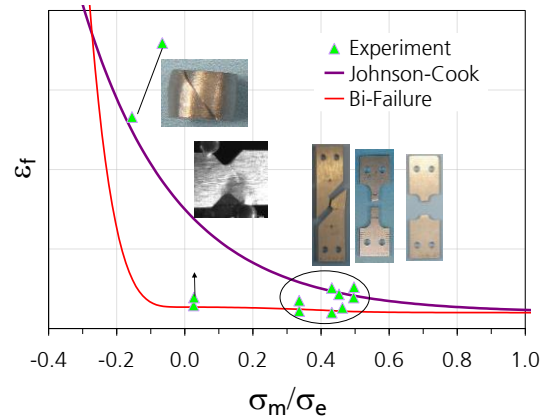 Experiment
Johnson-Cook
Bi-Failure
εf
-0.4 -0.2 0.0 0.2 0.4 0.6 0.8 1.0
σm/σe